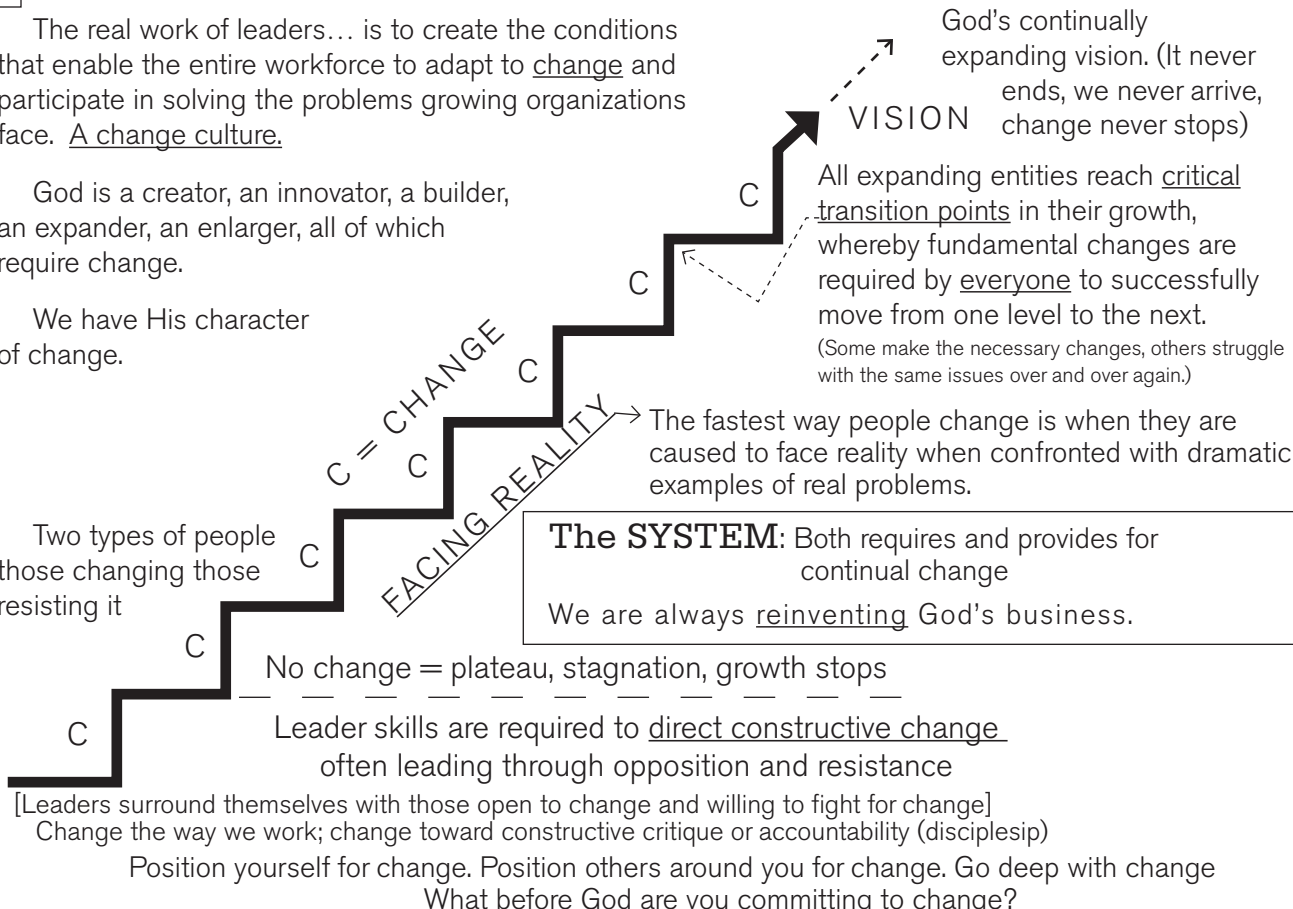 The real work of leaders… is to create the conditions
that enable the entire workforce to adapt to change and
participate in solving the problems growing organizations
face. A change culture.
God is a creator, an innovator, a builder,
an expander, an enlarger, all of which
require change.
We have His character
of change.
Two types of people
those changing those
resisting it
God’s continually
expanding vision. (It never
ends, we never arrive,
change never stops)
VISION
All expanding entities reach critical
transition points in their growth,
whereby fundamental changes are
required by everyone to successfully
move from one level to the next.
(Some make the necessary changes, others struggle
with the same issues over and over again.)
C
C
C
C = CHANGE
C
FACING REALITY
The fastest way people change is when they are
caused to face reality when confronted with dramatic
examples of real problems.
C
The SYSTEM: Both requires and provides for
continual change
We are always reinventing God’s business.
C
No change = plateau, stagnation, growth stops
C
Leader skills are required to direct constructive change
often leading through opposition and resistance
[Leaders surround themselves with those open to change and willing to fight for change]
Change the way we work; change toward constructive critique or accountability (disciplesip)
Position yourself for change. Position others around you for change. Go deep with change
What before God are you committing to change?